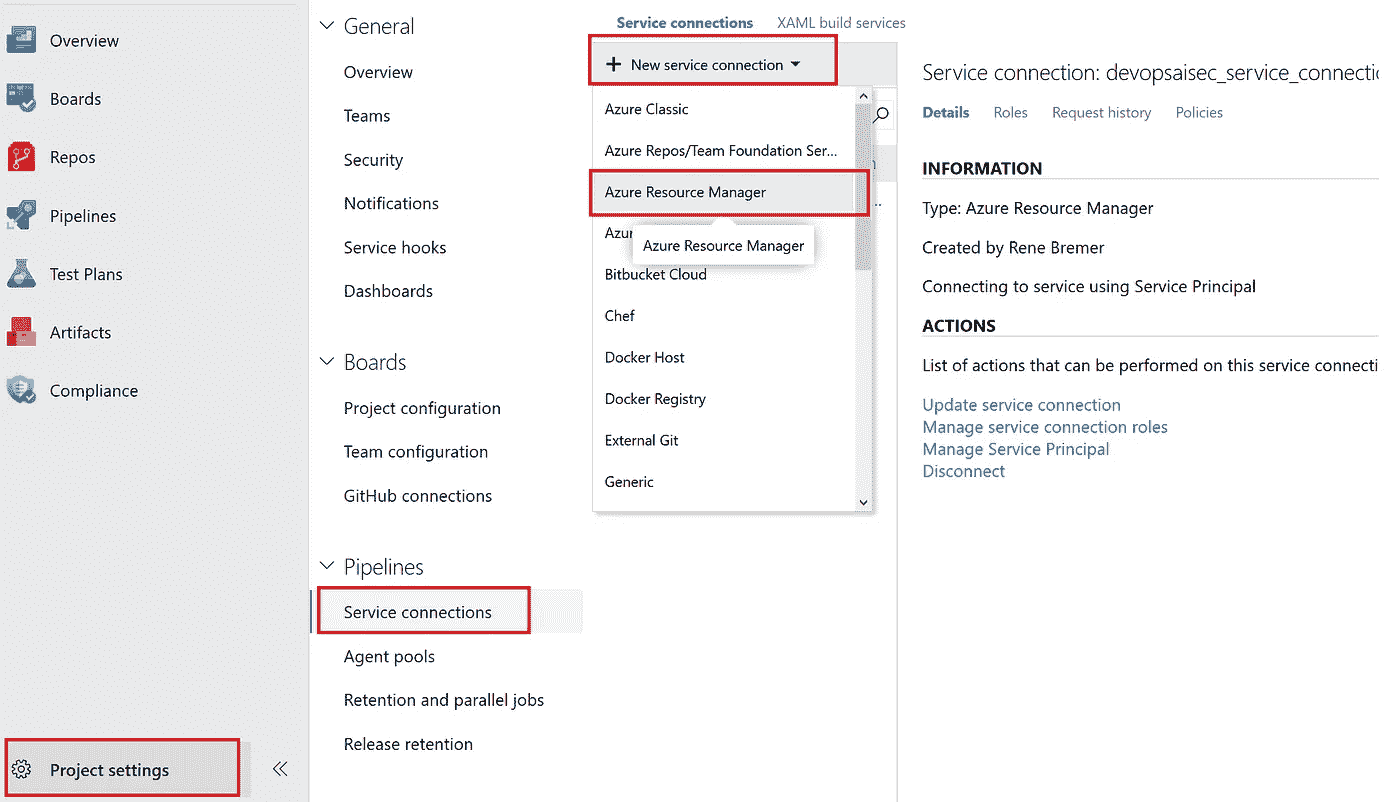 Overview
Boards
Repos
Pipelines
Test Plans
Artifacts
Compliance
Project settings
General
Overview
Teams
Security
Notifications
Service hooks
Dashboards
Boards
Project configuration
Team configuration
GitHub connections
Pipelines
Service connections
Agent pools
Retention and parallel jobs
Release retention
Service connections XAML build services
+ New service connection
Azure Classic
Azure Repos/Team Foundation Ser...
Azure Resource Manager
Azur
Azure Resource Manager
Bitbucket Cloud
Chef
Docker Host
Docker Registry
External Git
Generic
Service connection: devopsaisec_service_connectic
Details Roles Request history Policies
INFORMATION
Type: Azure Resource Manager
Created by Rene Bremer
Connecting to service using Service Principal
ACTIONS
List of actions that can be performed on this service connecti
Update service connection
Manage service connection roles
Manage Service Principal
Disconnect